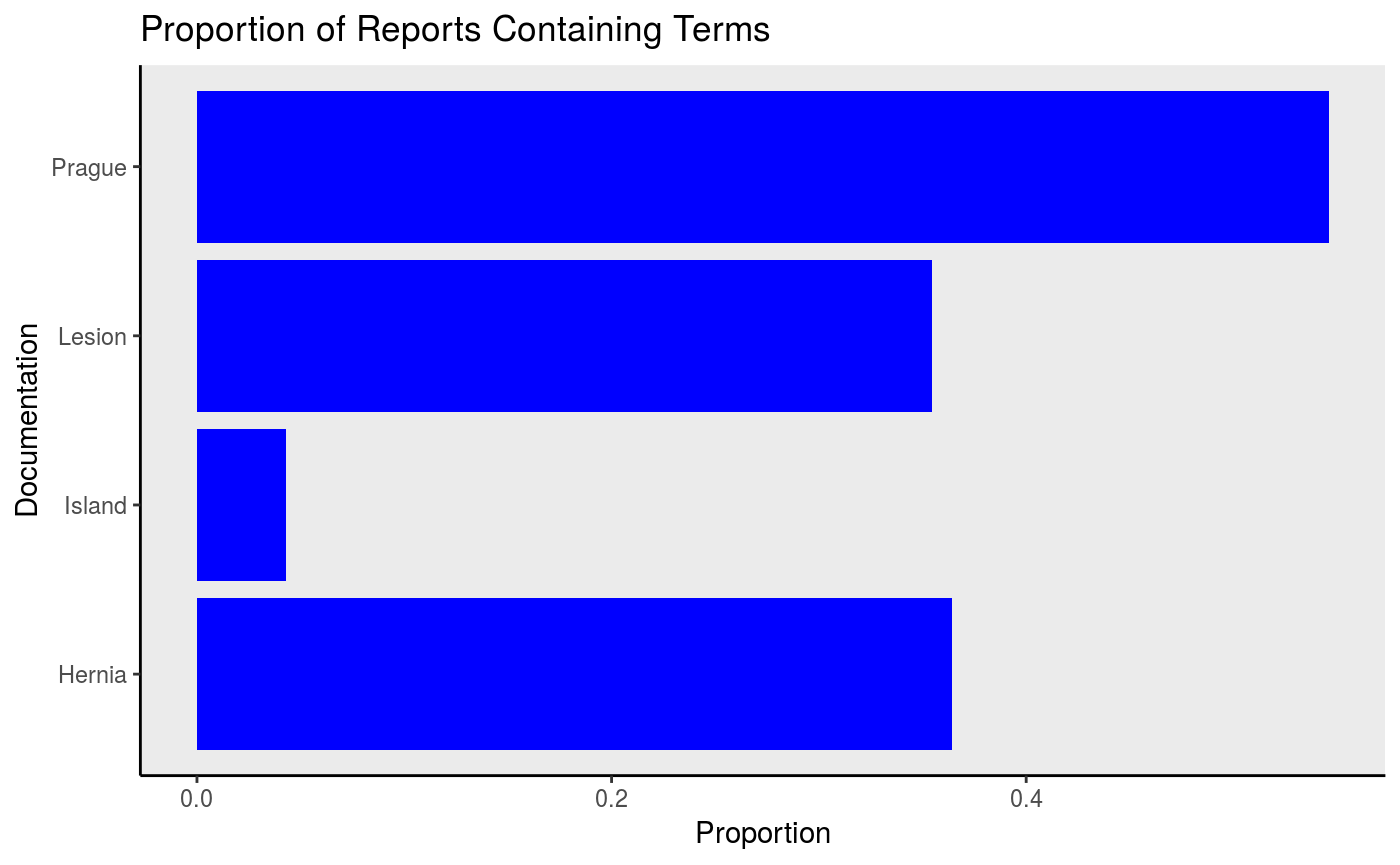 Proportion of Reports Containing Terms
Documentation
Prague
Lesion
Island
Hernia
0.0 0.2 0.4
Proportion